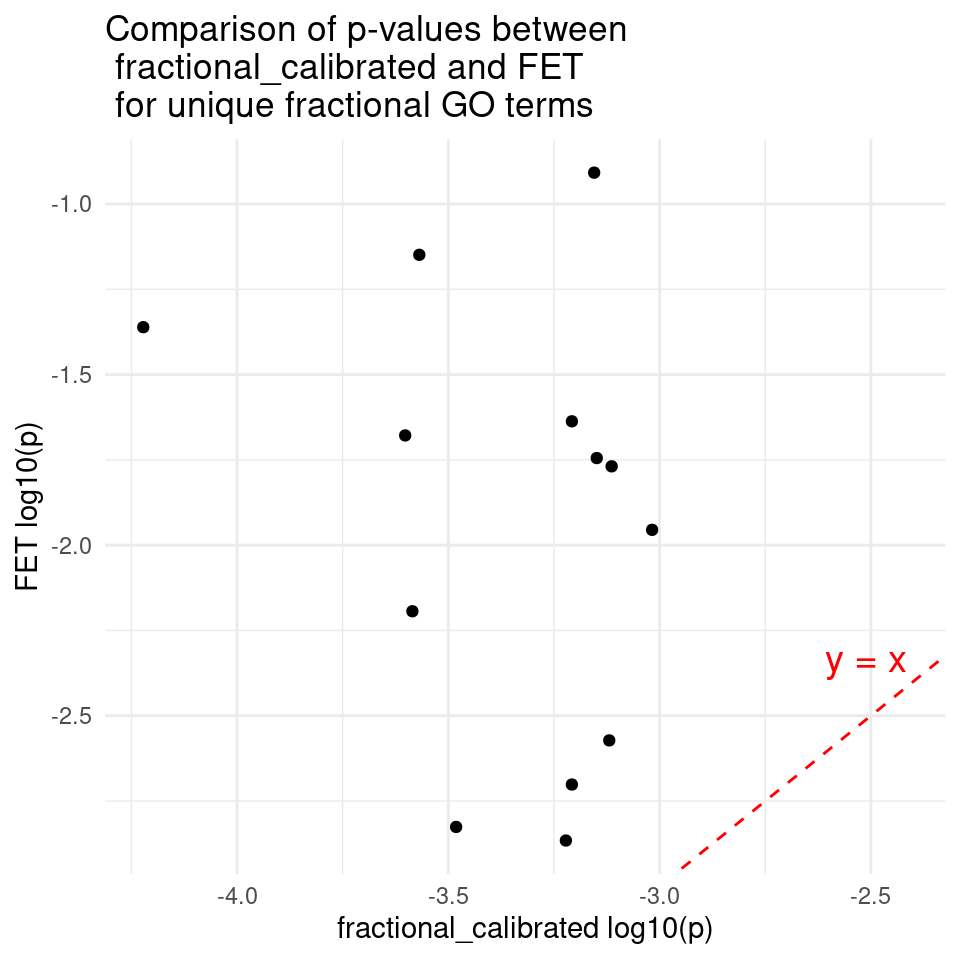 Comparison of p-values between
fractional_calibrated and FET
for unique fractional GO terms
-1.0
-1.5
-2.0
-2.5
FET log10(p)
y = x
-4.0
-3.5
-3.0
-2.5
fractional_calibrated log10(p)